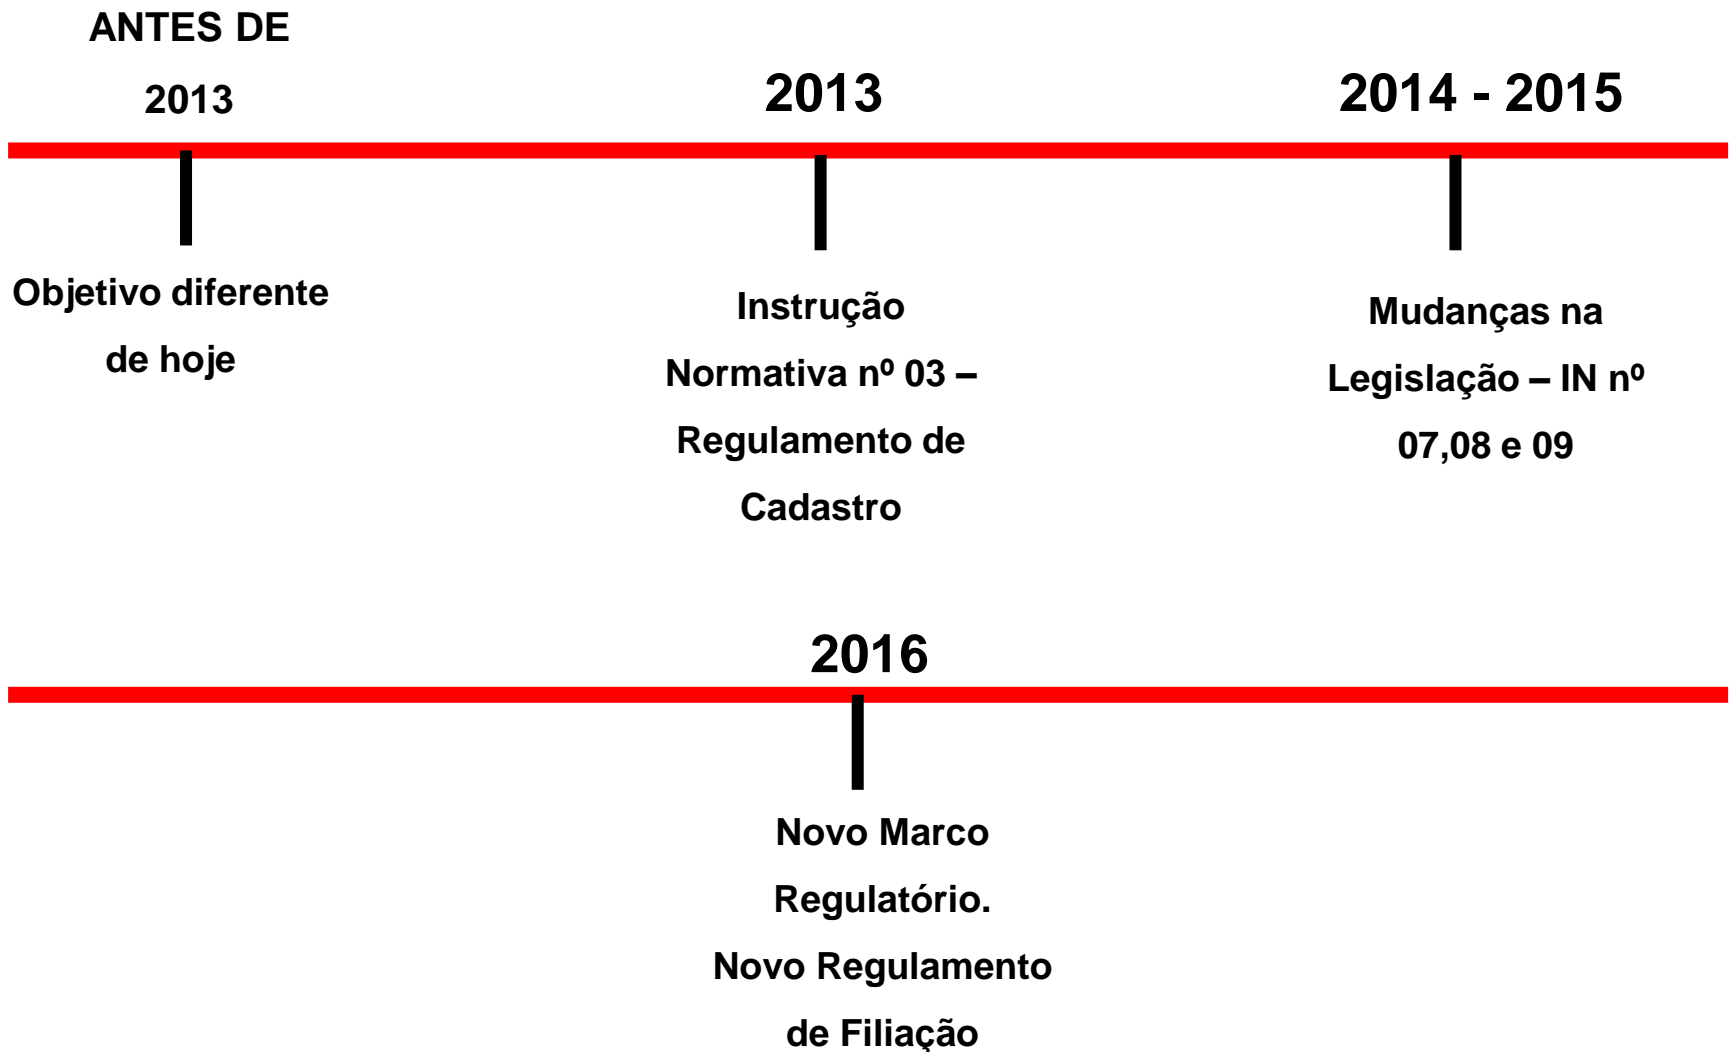 ANTES DE
2013
Objetivo diferente
de hoje
2013
Instrução
Normativa nº 03 –
Regulamento de
Cadastro
2014 - 2015
Mudanças na
Legislação – IN nº
07,08 e 09
2016
Novo Marco
Regulatório.
Novo Regulamento
de Filiação